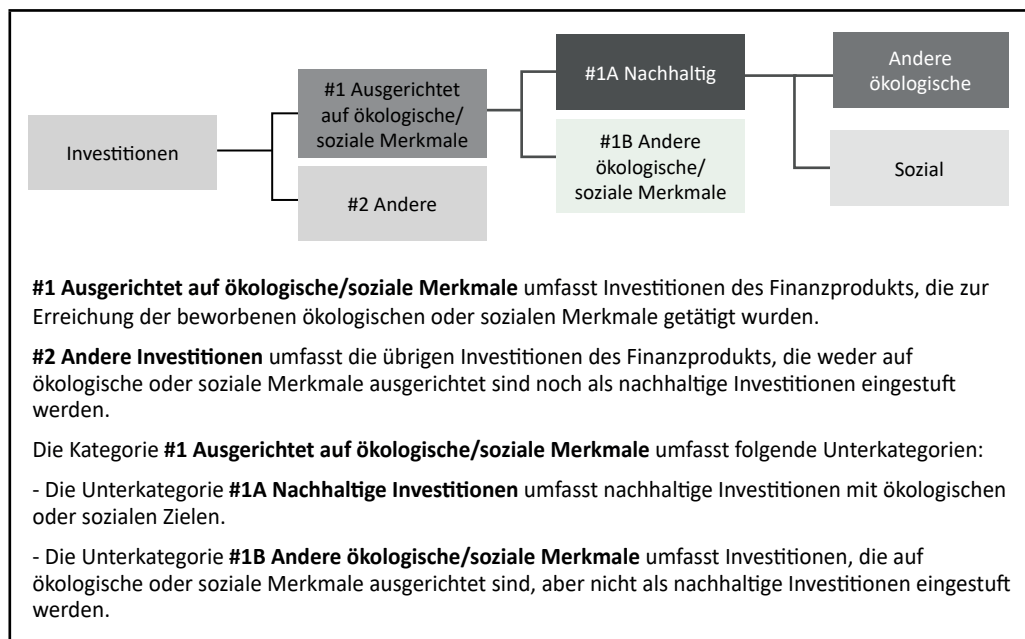 Investitionen
#1 Ausgerichtet
auf ökologische/
soziale Merkmale
#2 Andere
#1A Nachhaltig
#1B Andere
ökologische/
soziale Merkmale
Andere
ökologische
Sozial
#1 Ausgerichtet auf ökologische/soziale Merkmale umfasst Investitionen des Finanzprodukts, die zur
Erreichung der beworbenen ökologischen oder sozialen Merkmale getätigt wurden.
#2 Andere Investitionen umfasst die übrigen Investitionen des Finanzprodukts, die weder auf
ökologische oder soziale Merkmale ausgerichtet sind noch als nachhaltige Investitionen eingestuft
werden.
Die Kategorie #1 Ausgerichtet auf ökologische/soziale Merkmale umfasst folgende Unterkategorien:
- Die Unterkategorie #1A Nachhaltige Investitionen umfasst nachhaltige Investitionen mit ökologischen
oder sozialen Zielen.
- Die Unterkategorie #1B Andere ökologische/soziale Merkmale umfasst Investitionen, die auf
ökologische oder soziale Merkmale ausgerichtet sind, aber nicht als nachhaltige Investitionen eingestuft
werden.